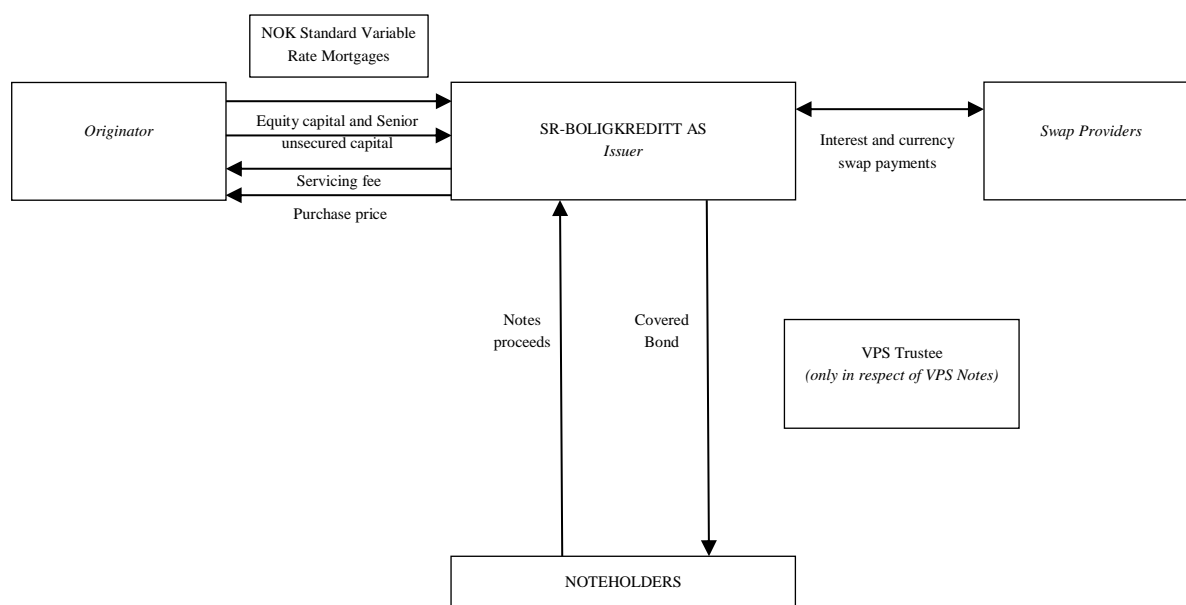 NOK Standard Variable
Rate Mortgages
Originator
Equity capital and Senior
unsecured capital
Servicing fee
Purchase price
SR-BOLIGKREDITT AS
Issuer
Interest and currency
swap payments
Swap Providers
Notes
proceeds
Covered
Bond
VPS Trustee
(only in respect of VPS Notes)
NOTEHOLDERS